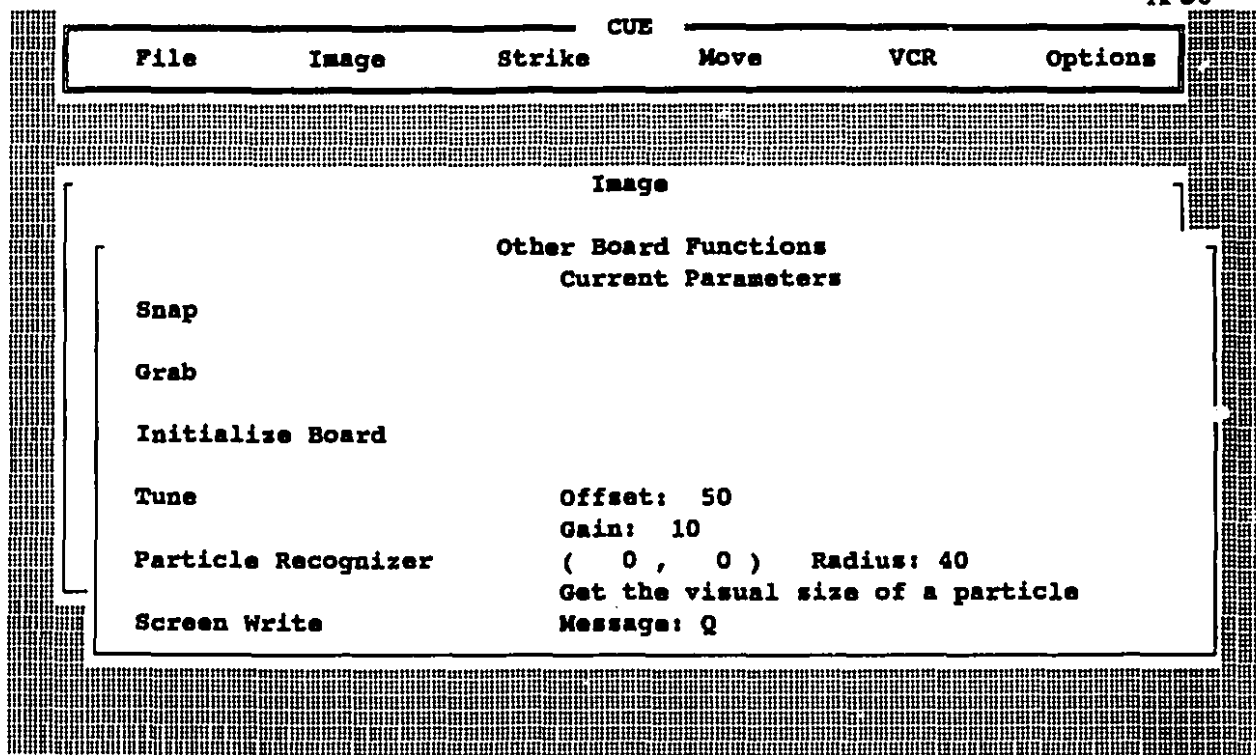 CUE
File Image Strike Move VCR Options
Image
Other Board Functions
Current Parameters
Snap
Grab
Initialize Board
Tune Offset: 50
Gain: 10
Particle Recognizer ( 0 , 0 ) Radius: 40
Get the visual size of a particle
Screen Write Message: Q